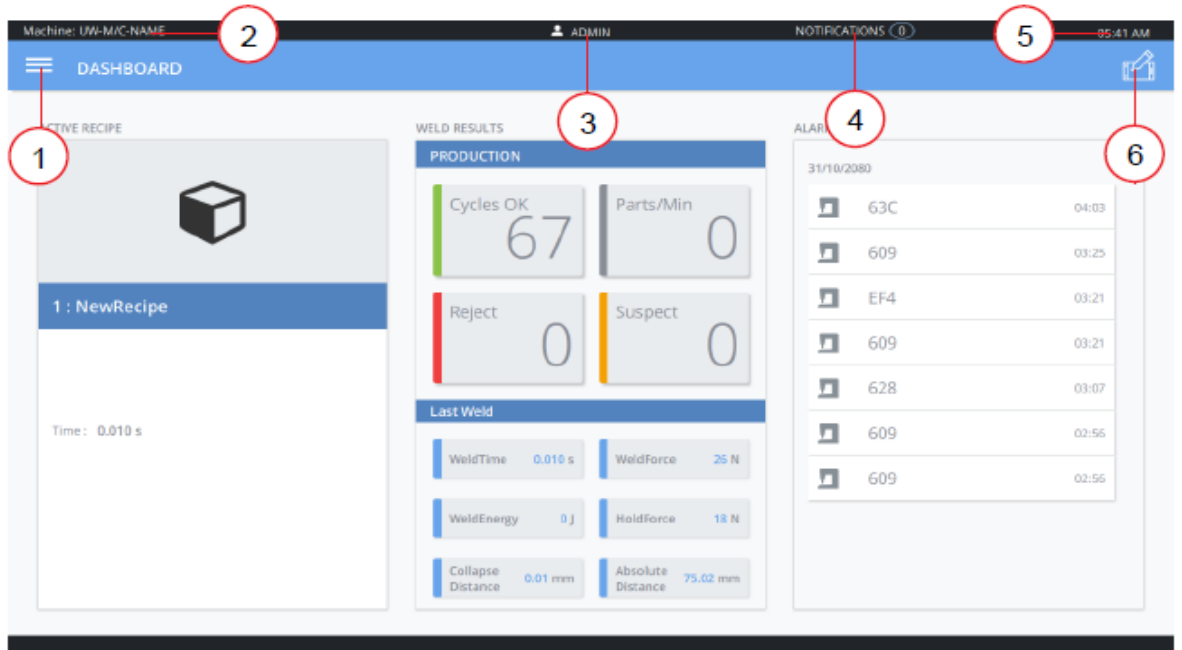 Machine: UW-M/C-NAME
2
ADMIN
NOTIFICATIONS 0
5
05:41 AM
DASHBOARD
1
3
4
6
ACTIVE RECIPE
1 : NewRecipe
Time : 0.010 s
WELD RESULTS
PRODUCTION
Cycles OK
67
Parts/Min
0
Reject
0
Suspect
0
Last Weld
WeldTime 0.010 s
WeldForce 26 N
WeldEnergy 0 J
HoldForce 18 N
Collapse
Distance 0.01 mm
Absolute
Distance 75.02 mm
31/10/2080
63C 04:03
609 03:25
EF4 03:21
609 03:21
628 03:07
609 02:56
609 02:56